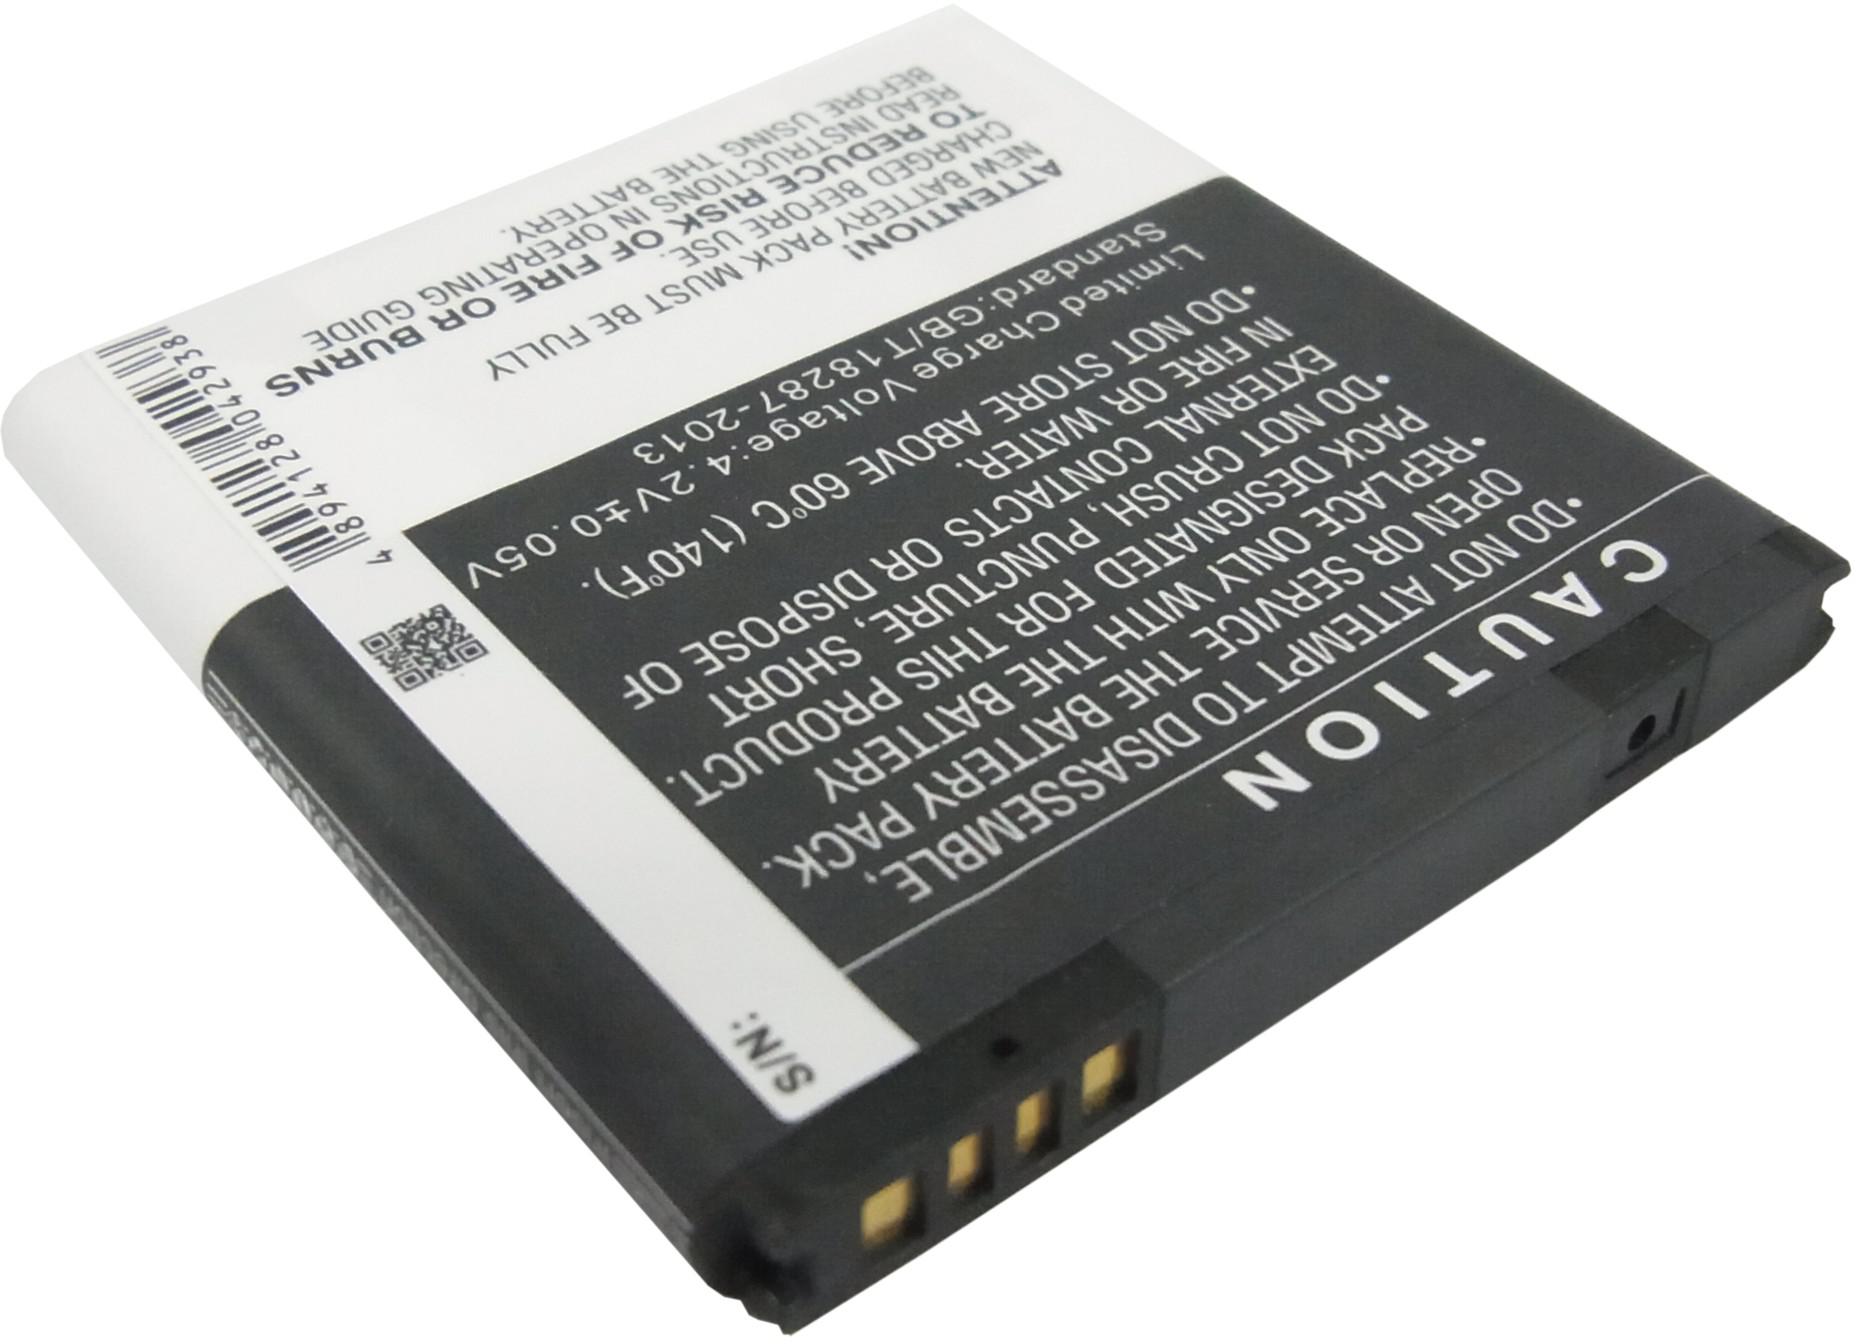 CAUTION
•DO NOT ATTEMPT TO DISASSEMBLE,
OPEN OR SERVICE THE BATTERY PACK.
•REPLACE ONLY WITH THE BATTERY
PACK DESIGNATED FOR THIS PRODUCT.
•DO NOT CRUSH, PUNCTURE, SHORT
EXTERNAL CONTACTS OR DISPOSE OF
IN FIRE OR WATER.
•DO NOT STORE ABOVE 60°C (140°F).
Limited Charge Voltage:4.2V±0.05V
Standard:GB/T18287-2013
ATTENTION!
NEW BATTERY PACK MUST BE FULLY
CHARGED BEFORE USE.
TO REDUCE RISK OF FIRE OR BURNS
READ INSTRUCTIONS IN OPERATING GUIDE
BEFORE USING THE BATTERY.
S/N:
4 894128 042938